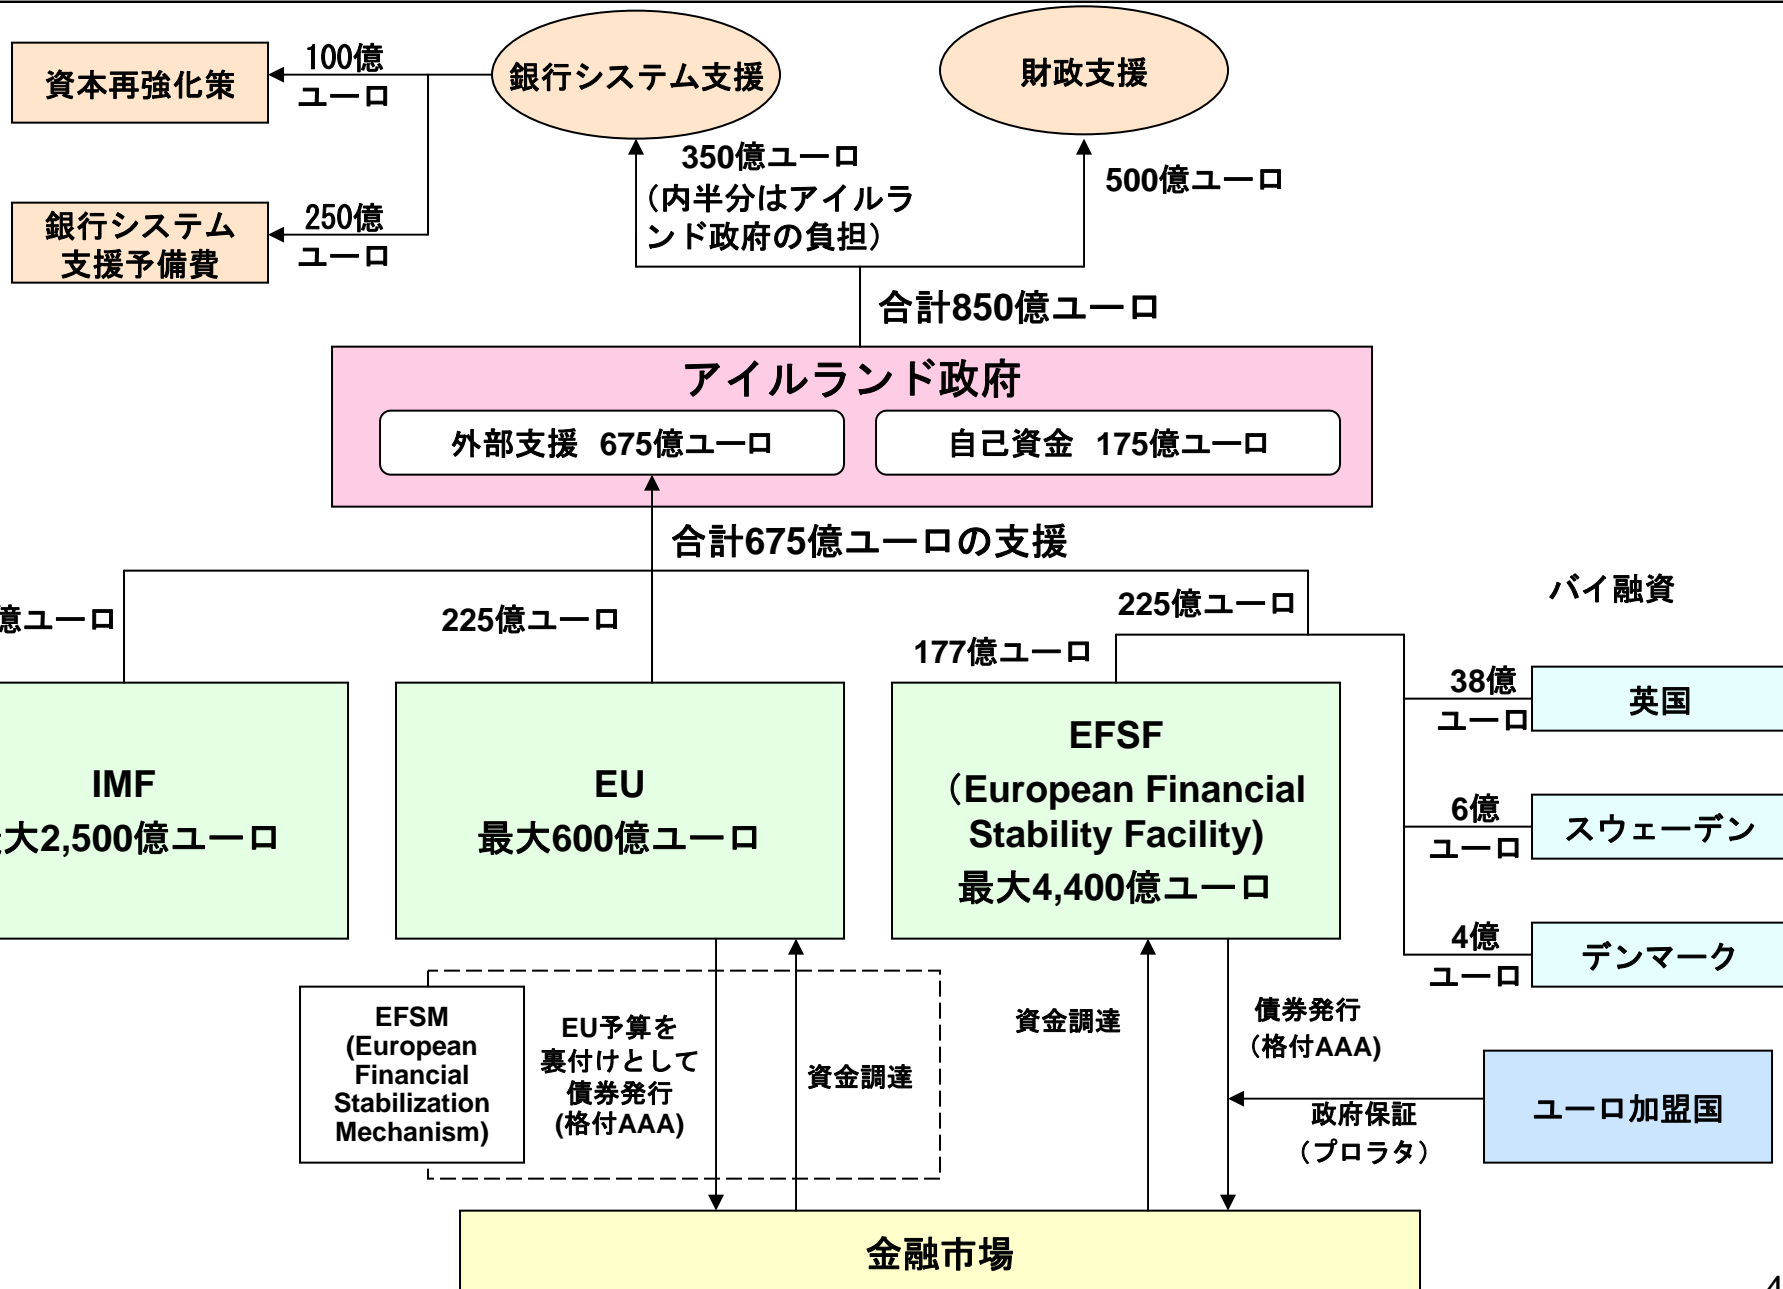 100億
ユーロ
資本再強化策
銀行システム支援
財政支援
350億ユーロ
（内半分はアイルラ
ンド政府の負担）
500億ユーロ
銀行システム
支援予備費
250億
ユーロ
合計850億ユーロ
アイルランド政府
外部支援 675億ユーロ
自己資金 175億ユーロ
合計675億ユーロの支援
億ユーロ
225億ユーロ
225億ユーロ
177億ユーロ
バイ融資
38億
ユーロ
英国
6億
ユーロ
スウェーデン
4億
ユーロ
デンマーク
IMF
大2,500億ユーロ
EU
最大600億ユーロ
EFSF
（European Financial
Stability Facility)
最大4,400億ユーロ
EFSM
(European
Financial
Stabilization
Mechanism)
EU予算を
裏付けとして
債券発行
(格付AAA)
資金調達
資金調達
債券発行
（格付AAA)
政府保証
（プロラタ）
ユーロ加盟国
金融市場
4